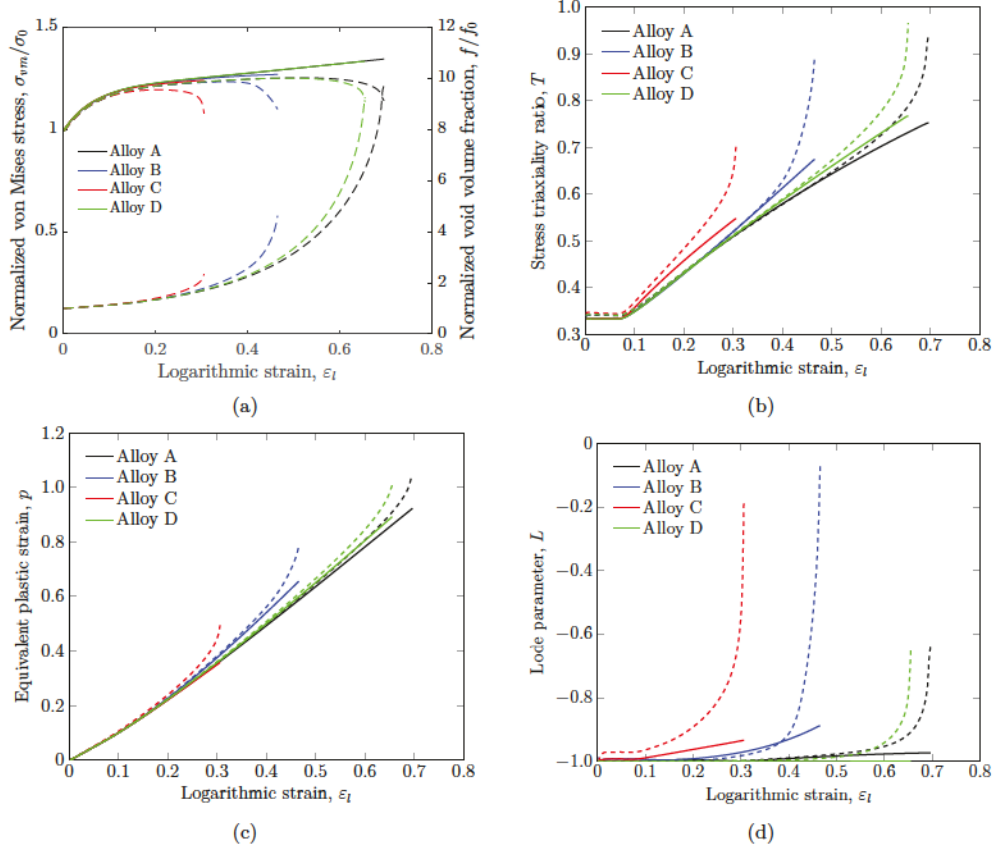 1.5
1
0.5
0
12
10
8
6
4
2
0
0 0.2 0.4 0.6 0.8
Normalized von Mises stress, σvm/σ0
Normalized void volume fraction, f/f0
Alloy A
Alloy B
Alloy C
Alloy D
Logarithmic strain, εl
(a)
1.0
0.9
0.8
0.7
0.6
0.5
0.4
0.3
0 0.1 0.2 0.3 0.4 0.5 0.6 0.7 0.8
Stress triaxiality ratio, T
Alloy A
Alloy B
Alloy C
Alloy D
Logarithmic strain, εl
(b)
1.2
1.0
0.8
0.6
0.4
0.2
0
0 0.1 0.2 0.3 0.4 0.5 0.6 0.7 0.8
Equivalent plastic strain, p
Alloy A
Alloy B
Alloy C
Alloy D
Logarithmic strain, εl
(c)
0
−0.2
−0.4
−0.6
−0.8
−1.0
0 0.1 0.2 0.3 0.4 0.5 0.6 0.7 0.8
Lode parameter, L
Alloy A
Alloy B
Alloy C
Alloy D
Logarithmic strain, εl
(d)